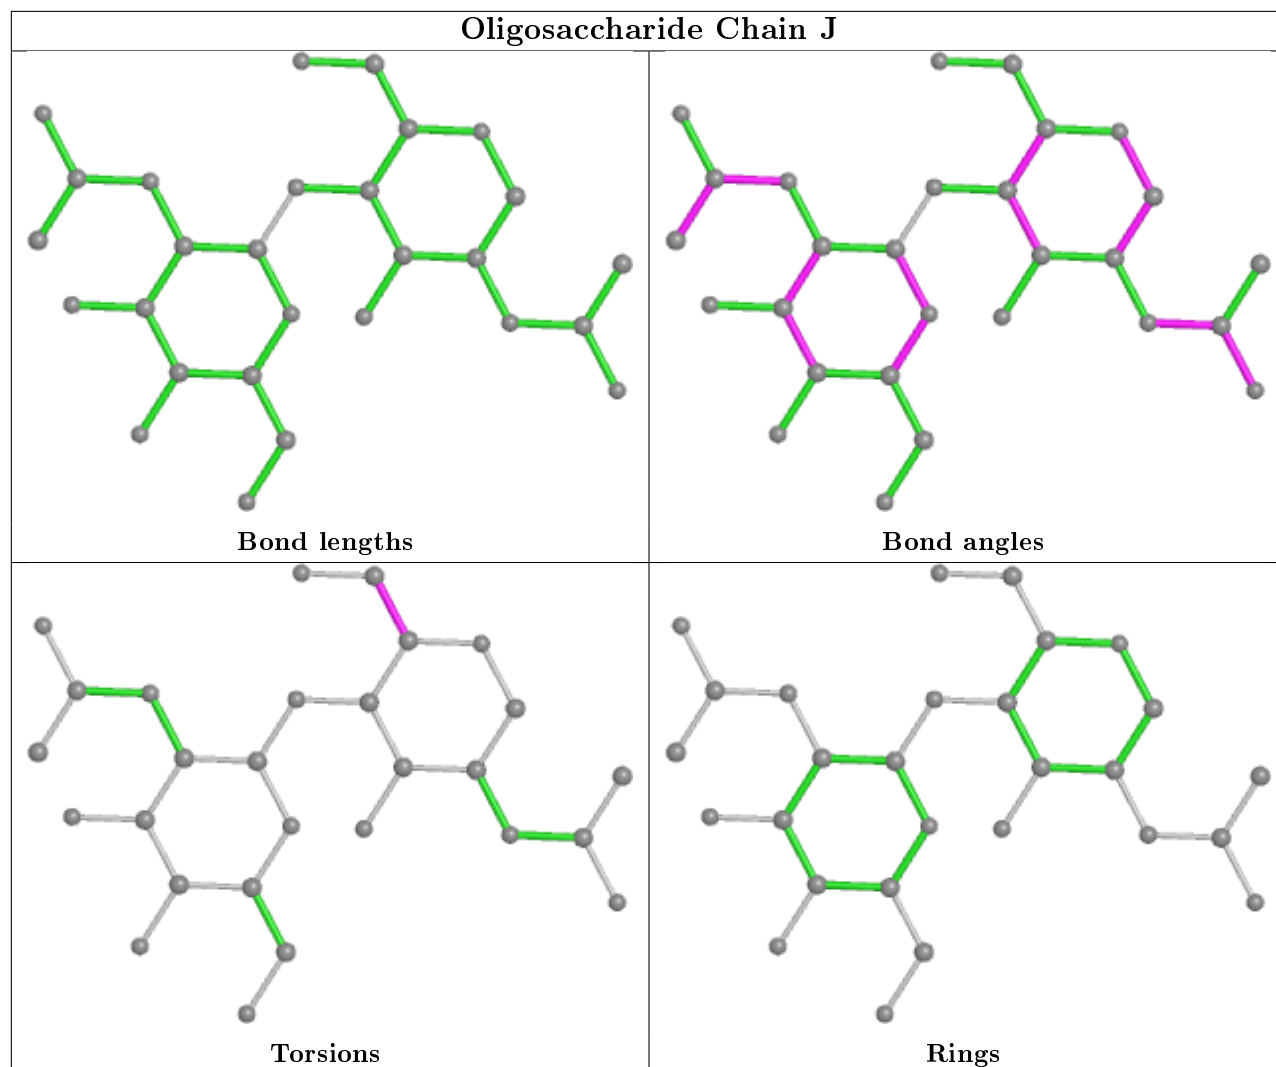 Oligosaccharide Chain J
Bond lengths
Bond angles
Torsions
Rings